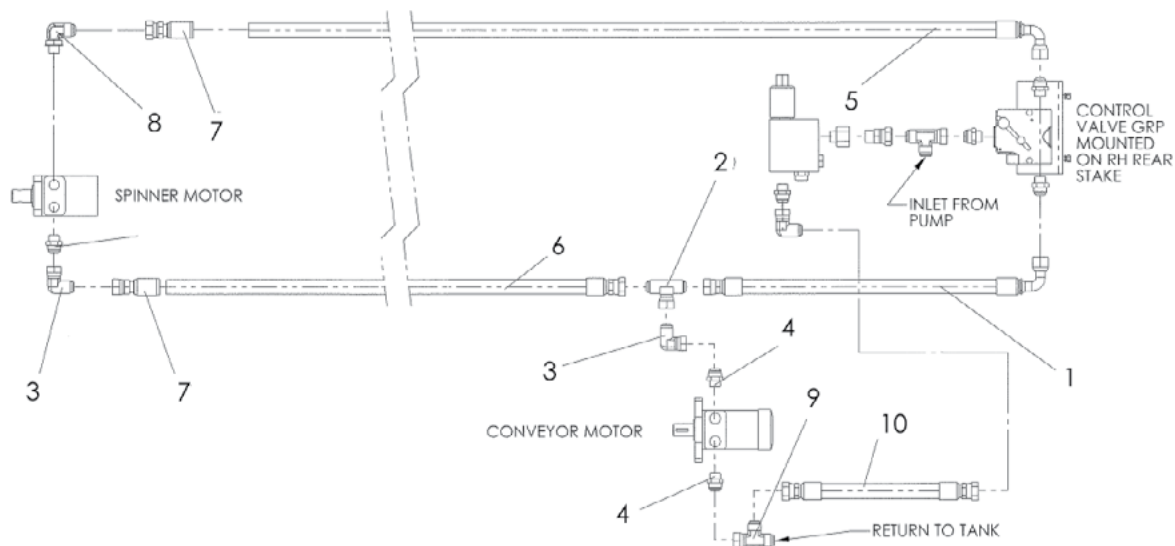 8
7
5
CONTROL
VALVE GRP
MOUNTED
ON RH REAR
STAKE
2)
SPINNER MOTOR
INLET FROM
PUMP
6
3
7
3
4
1
9
CONVEYOR MOTOR
10
4
RETURN TO TANK